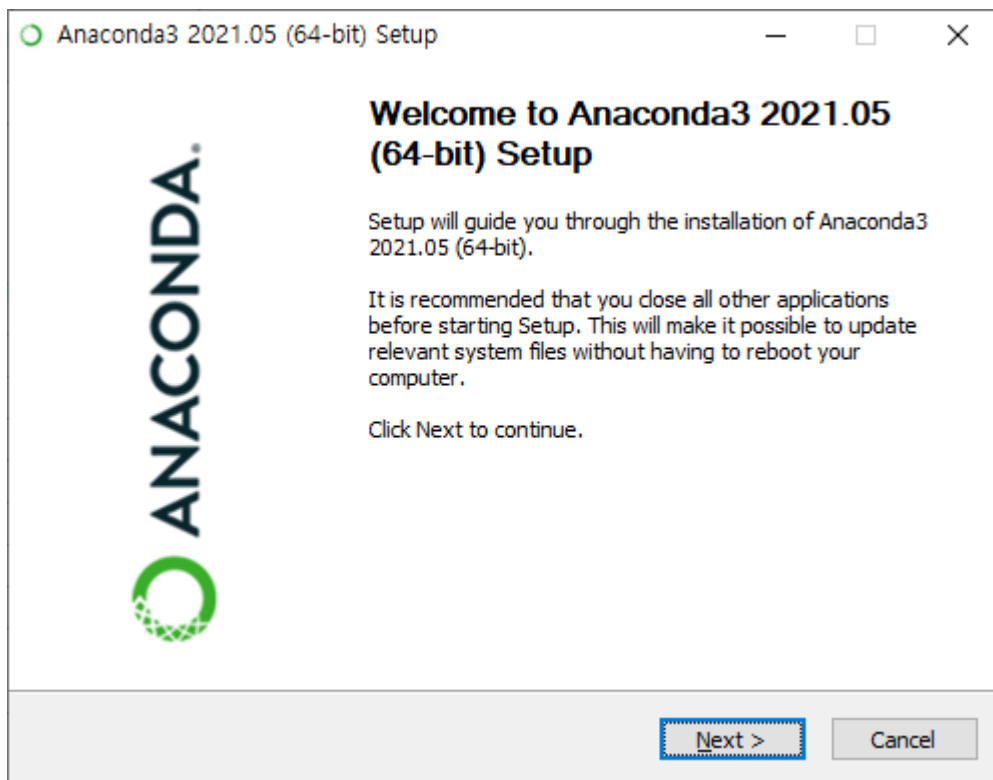 Anaconda3 2021.05 (64-bit) Setup
Welcome to Anaconda3 2021.05
(64-bit) Setup
Setup will guide you through the installation of Anaconda3
2021.05 (64-bit).
It is recommended that you close all other applications
before starting Setup. This will make it possible to update
relevant system files without having to reboot your
computer.
Click Next to continue.
ANACONDA.
Next >
Cancel